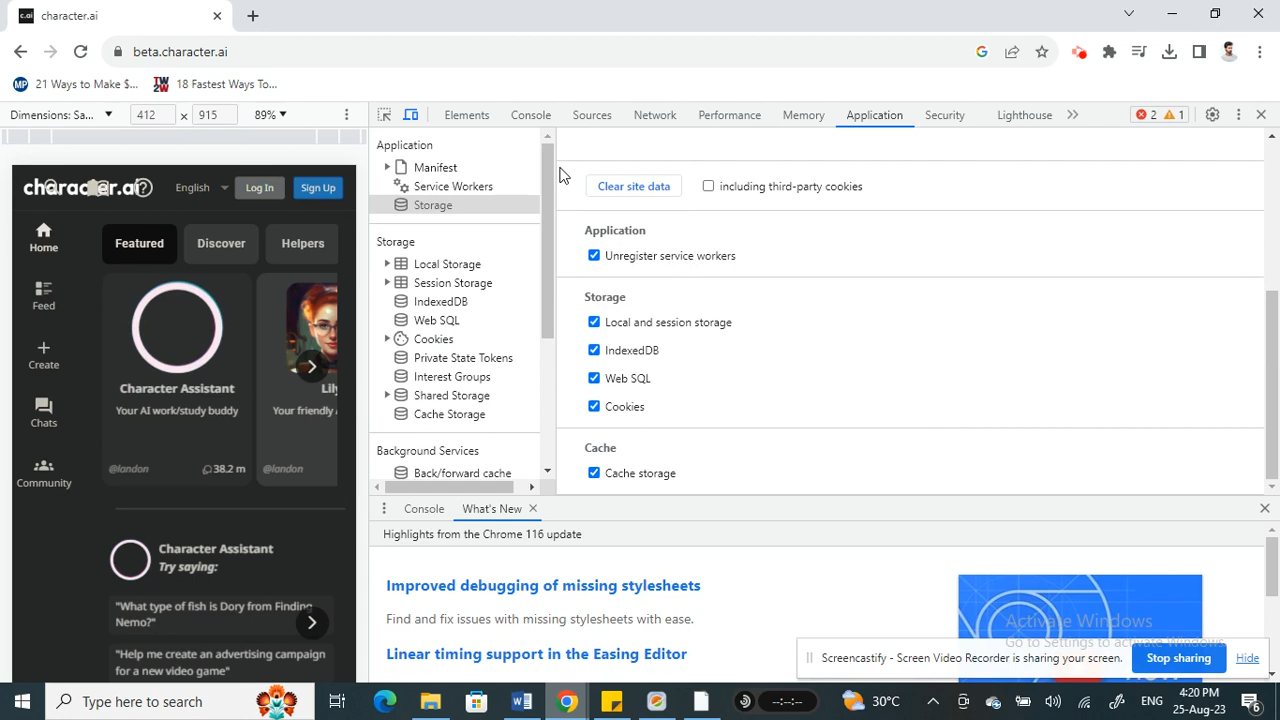 character.ai
beta.character.ai
21 Ways to Make $...
18 Fastest Ways To...
Dimensions: Sa...
412
x
915
89%
Elements
Console
Sources
Network
Performance
Memory
Application
Security
Lighthouse
2
1
character.ai
English
Log In
Sign Up
Home
Feed
Create
Chats
Community
Featured
Discover
Helpers
Character Assistant
Your AI work/study buddy
@landon
38.2 m
Your friendly
@landon
Character Assistant
Try saying:
"What type of fish is Dory from Finding
Nemo?"
"Help me create an advertising campaign
for a new video game"
Application
Manifest
Service Workers
Storage
Storage
Local Storage
Session Storage
IndexedDB
Web SQL
Cookies
Private State Tokens
Interest Groups
Shared Storage
Cache Storage
Background Services
Back/forward cache
Clear site data
including third-party cookies
Application
Unregister service workers
Storage
Local and session storage
IndexedDB
Web SQL
Cookies
Cache
Cache storage
Console
What's New
Highlights from the Chrome 116 update
Improved debugging of missing stylesheets
Find and fix issues with missing stylesheets with ease.
Linear timing support in the Easing Editor
Activate Windows
Go to Settings to activate Windows.
Screencastify - Screen Video Recorder is sharing your screen.
Stop sharing
Hide
Type here to search
--:--:--
30°C
ENG
4:20 PM
25-Aug-23
6